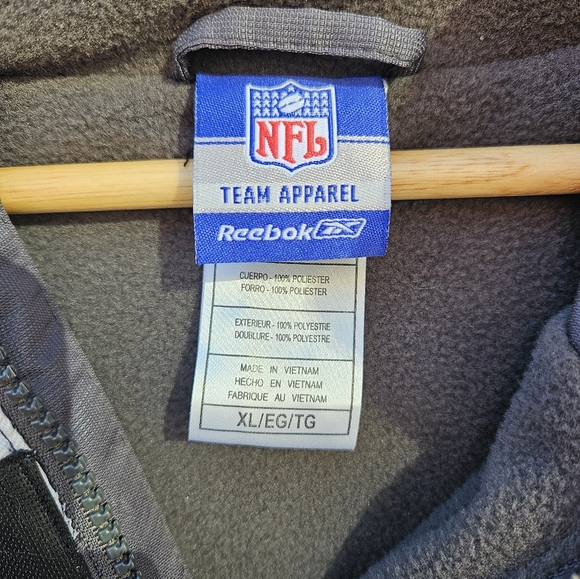 NFL
TEAM APPAREL
Reebok
CUERPO - 100% POLIESTER
FORRO - 100% POLIESTER
EXTERIEUR - 100% POLYESTRE
DOUBLURE - 100% POLYESTRE
MADE IN VIETNAM
HECHO EN VIETNAM
FABRIQUE AU VIETNAM
XL/EG/TG